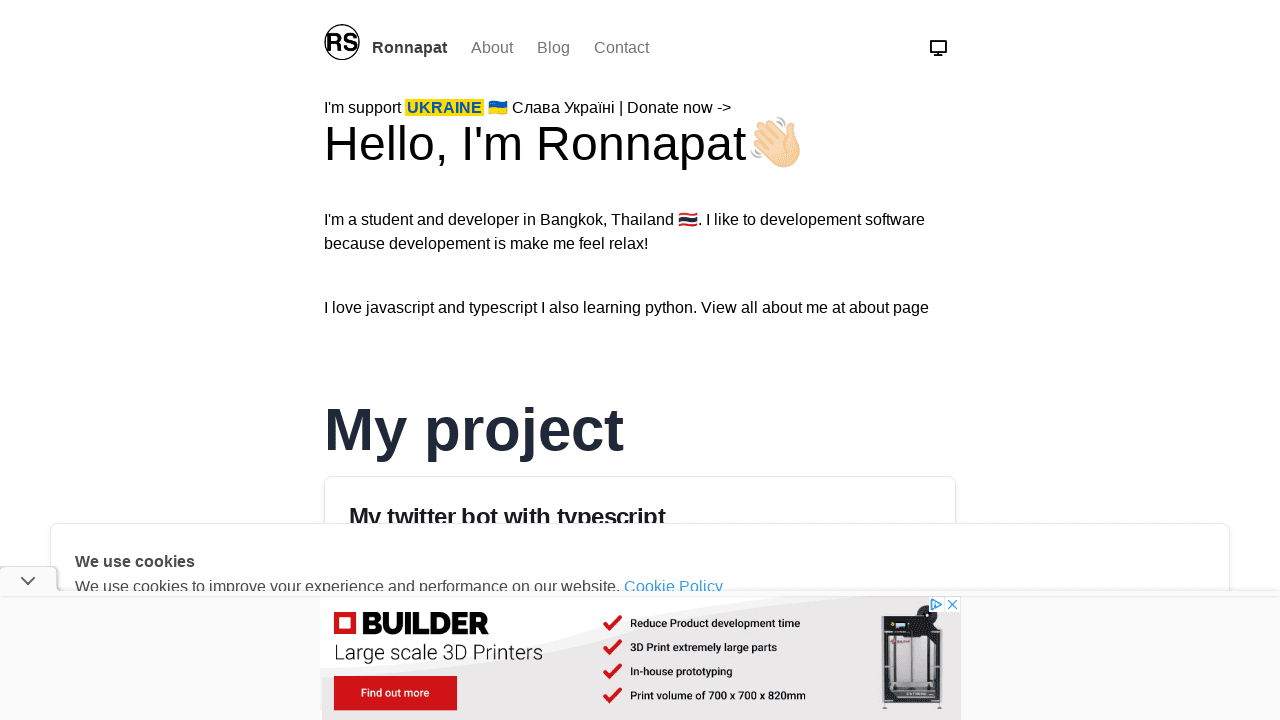 RS Ronnapat About Blog Contact
I'm support UKRAINE 🇺🇦 Слава Україні | Donate now ->
Hello, I'm Ronnapat👋🏻
I'm a student and developer in Bangkok, Thailand 🇹🇭. I like to developement software
because developement is make me feel relax!
I love javascript and typescript I also learning python. View all about me at about page
My project
My twitter bot with typescript
We use cookies
We use cookies to improve your experience and performance on our website. Cookie Policy
BUILDER
Large scale 3D Printers
Find out more
Reduce Product development time
3D Print extremely large parts
In-house prototyping
Print volume of 700 x 700 x 820mm